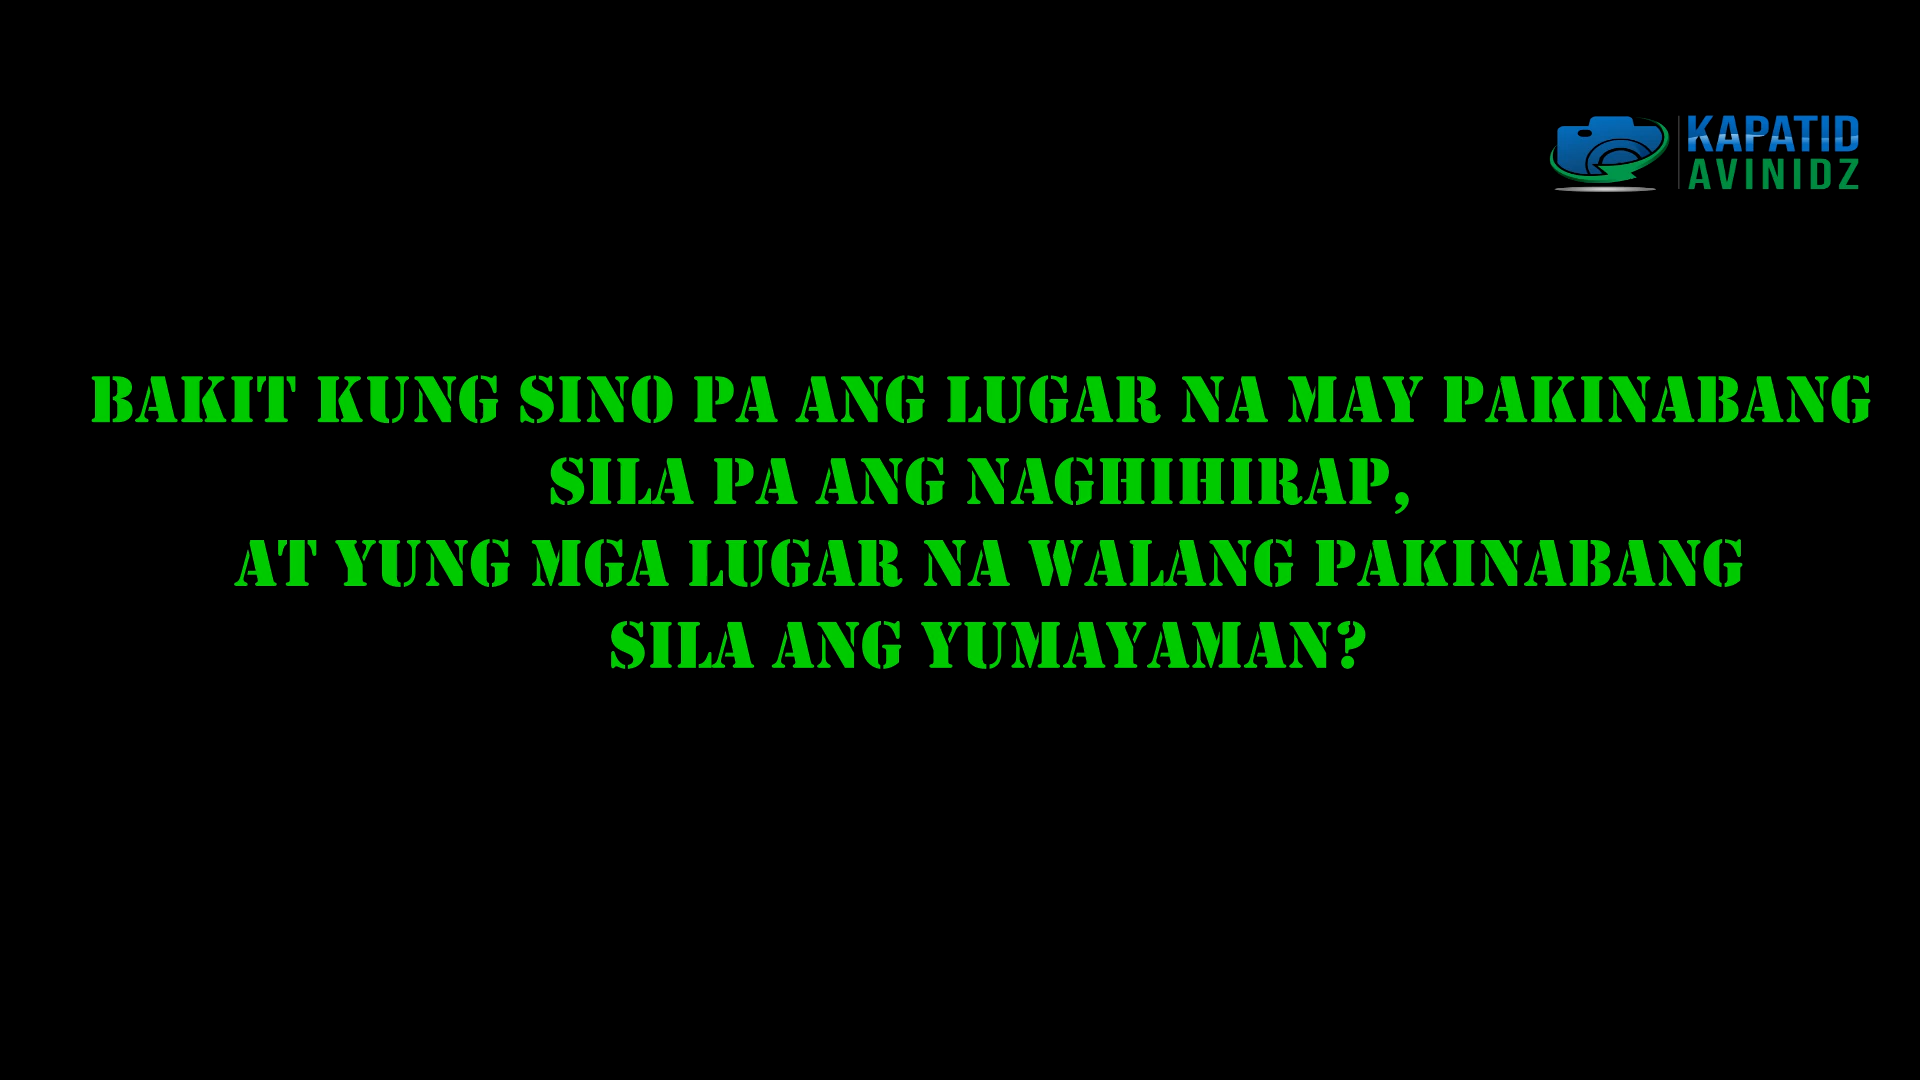 KAPATID
AVINIDZ
BAKIT KUNG SINO PA ANG LUGAR NA MAY PAKINABANG
SILA PA ANG NAGHIHIRAP,
AT YUNG MGA LUGAR NA WALANG PAKINABANG
SILA ANG YUMAYAMAN?